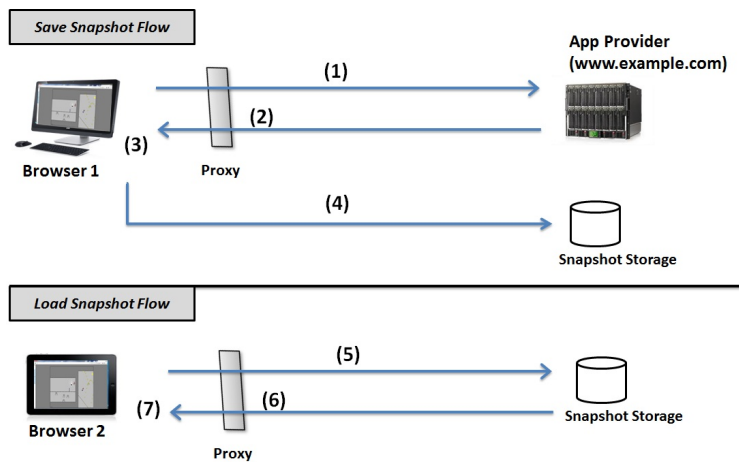 Save Snapshot Flow
App Provider
(www.example.com)
(1)
(2)
(3)
Browser 1
Proxy
(4)
Snapshot Storage
Load Snapshot Flow
(5)
(6)
(7)
Browser 2
Snapshot Storage
Proxy